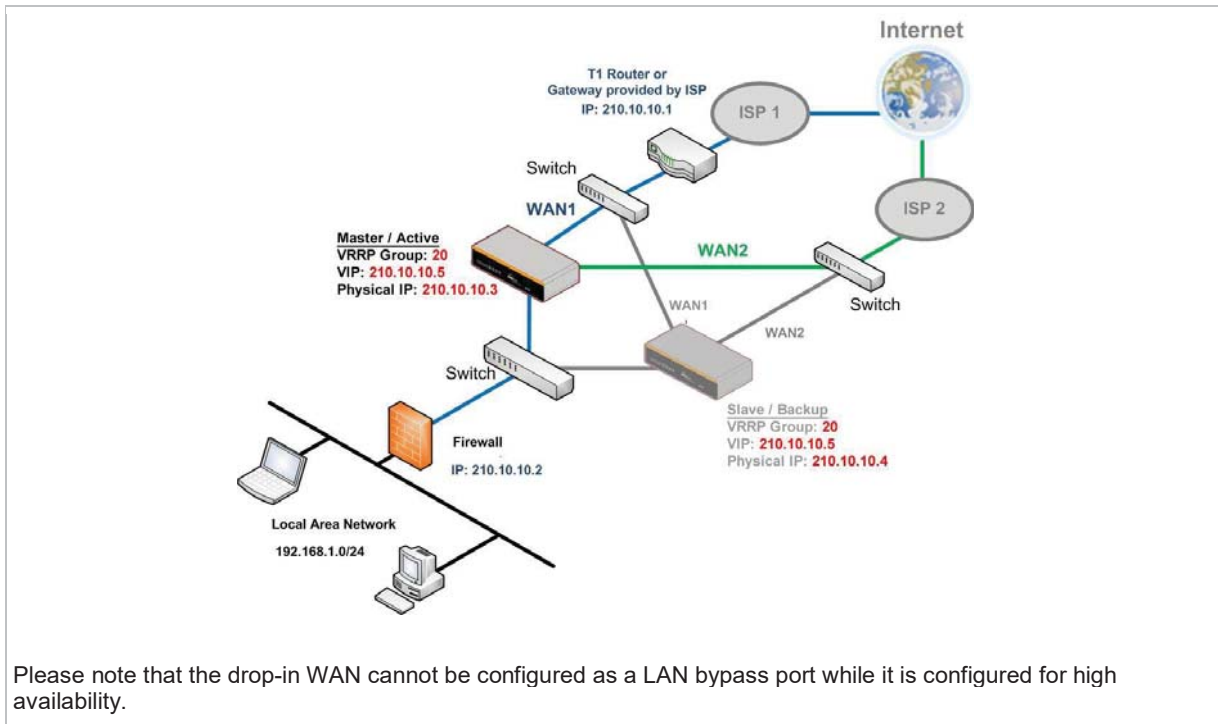 Internet
T1 Router or
Gateway provided by ISP
IP: 210.10.10.1
ISP 1
Switch
WAN1
ISP 2
Master / Active
VRRP Group: 20
VIP: 210.10.10.5
Physical IP: 210.10.10.3
WAN2
Switch
WAN1
WAN2
Switch
Slave / Backup
VRRP Group: 20
VIP: 210.10.10.5
Physical IP: 210.10.10.4
Firewall
IP: 210.10.10.2
Local Area Network
192.168.1.0/24
Please note that the drop-in WAN cannot be configured as a LAN bypass port while it is configured for high
availability.